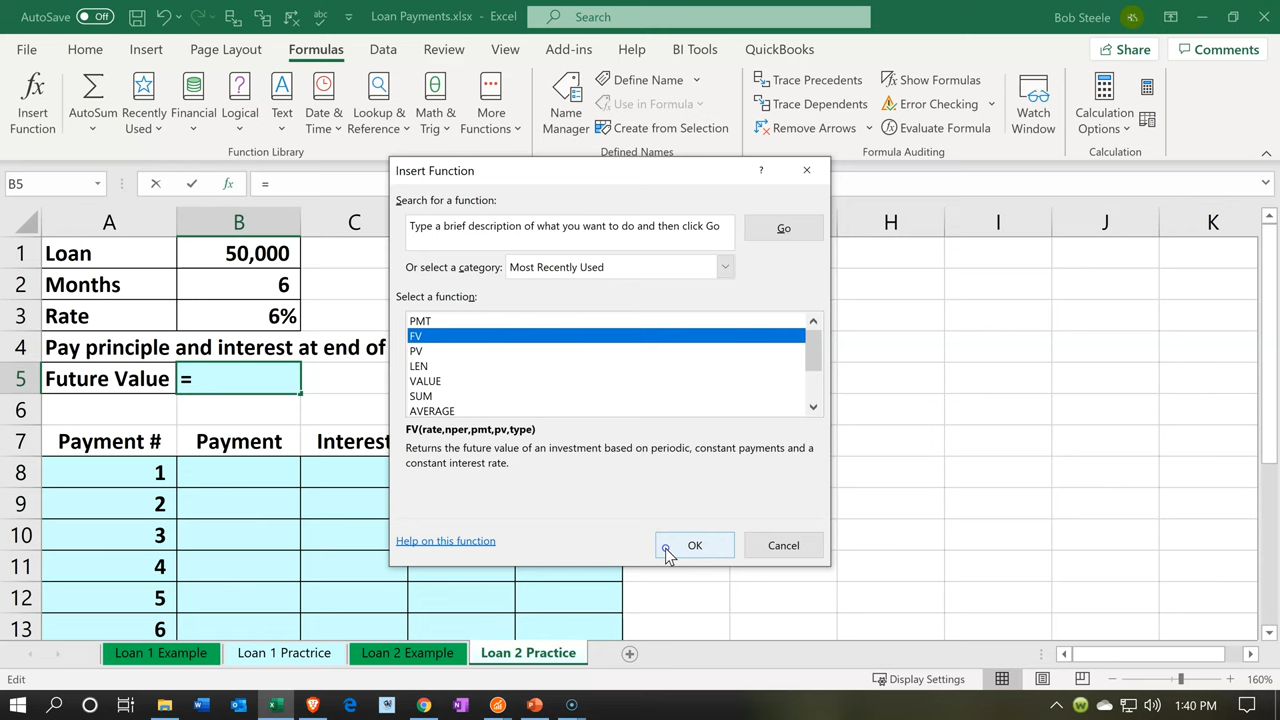 AutoSave Off Loan Payments.xlsx - Excel Search Bob Steele
File Home Insert Page Layout Formulas Data Review View Add-ins Help BI Tools QuickBooks Share Comments
Insert Function
AutoSum
Recently Used
Financial
Logical
Text
Date & Time
Lookup & Reference
Math & Trig
More Functions
Function Library
Name Manager
Define Name
Use in Formula
Create from Selection
Defined Names
Trace Precedents
Trace Dependents
Remove Arrows
Show Formulas
Error Checking
Evaluate Formula
Formula Auditing
Watch Window
Calculation Options
Calculation
B5 fx =
A B C H I J K
1 Loan 50,000
2 Months 6
3 Rate 6%
4 Pay principle and interest at end of
5 Future Value =
6
7 Payment # Payment Interest
8 1
9 2
10 3
11 4
12 5
13 6
Insert Function ?
Search for a function:
Type a brief description of what you want to do and then click Go
Go
Or select a category: Most Recently Used
Select a function:
PMT
FV
PV
LEN
VALUE
SUM
AVERAGE
FV(rate,nper,pmt,pv,type)
Returns the future value of an investment based on periodic, constant payments and a
constant interest rate.
Help on this function
OK Cancel
Loan 1 Example Loan 1 Practrice Loan 2 Example Loan 2 Practice
Edit Display Settings 160%
1:40 PM